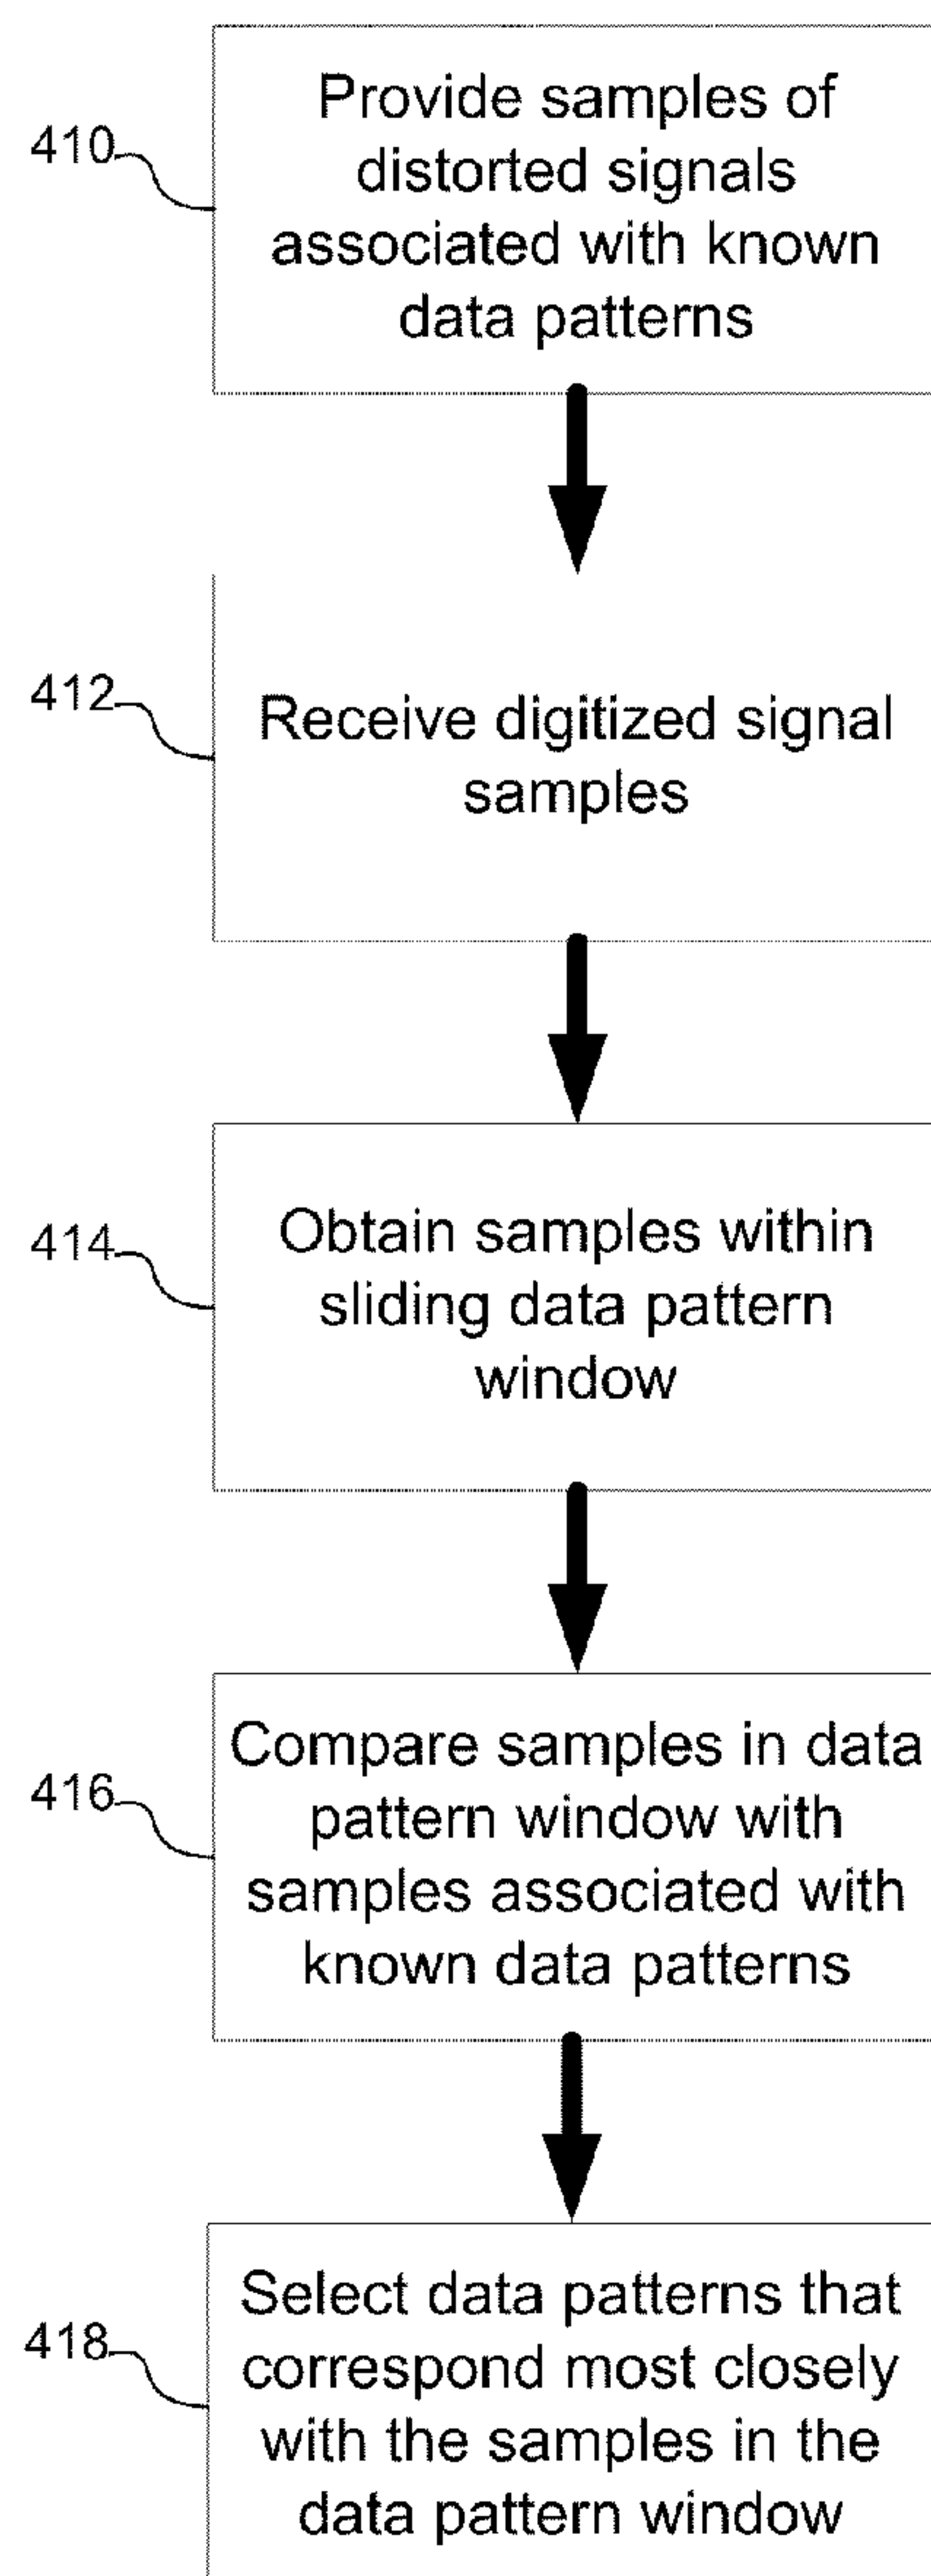 410
Provide samples of
distorted signals
associated with known
data patterns
412
Receive digitized signal
samples
414
Obtain samples within
sliding data pattern
window
416
Compare samples in data
pattern window with
samples associated with
known data patterns
418
Select data patterns that
correspond most closely
with the samples in the
data pattern window